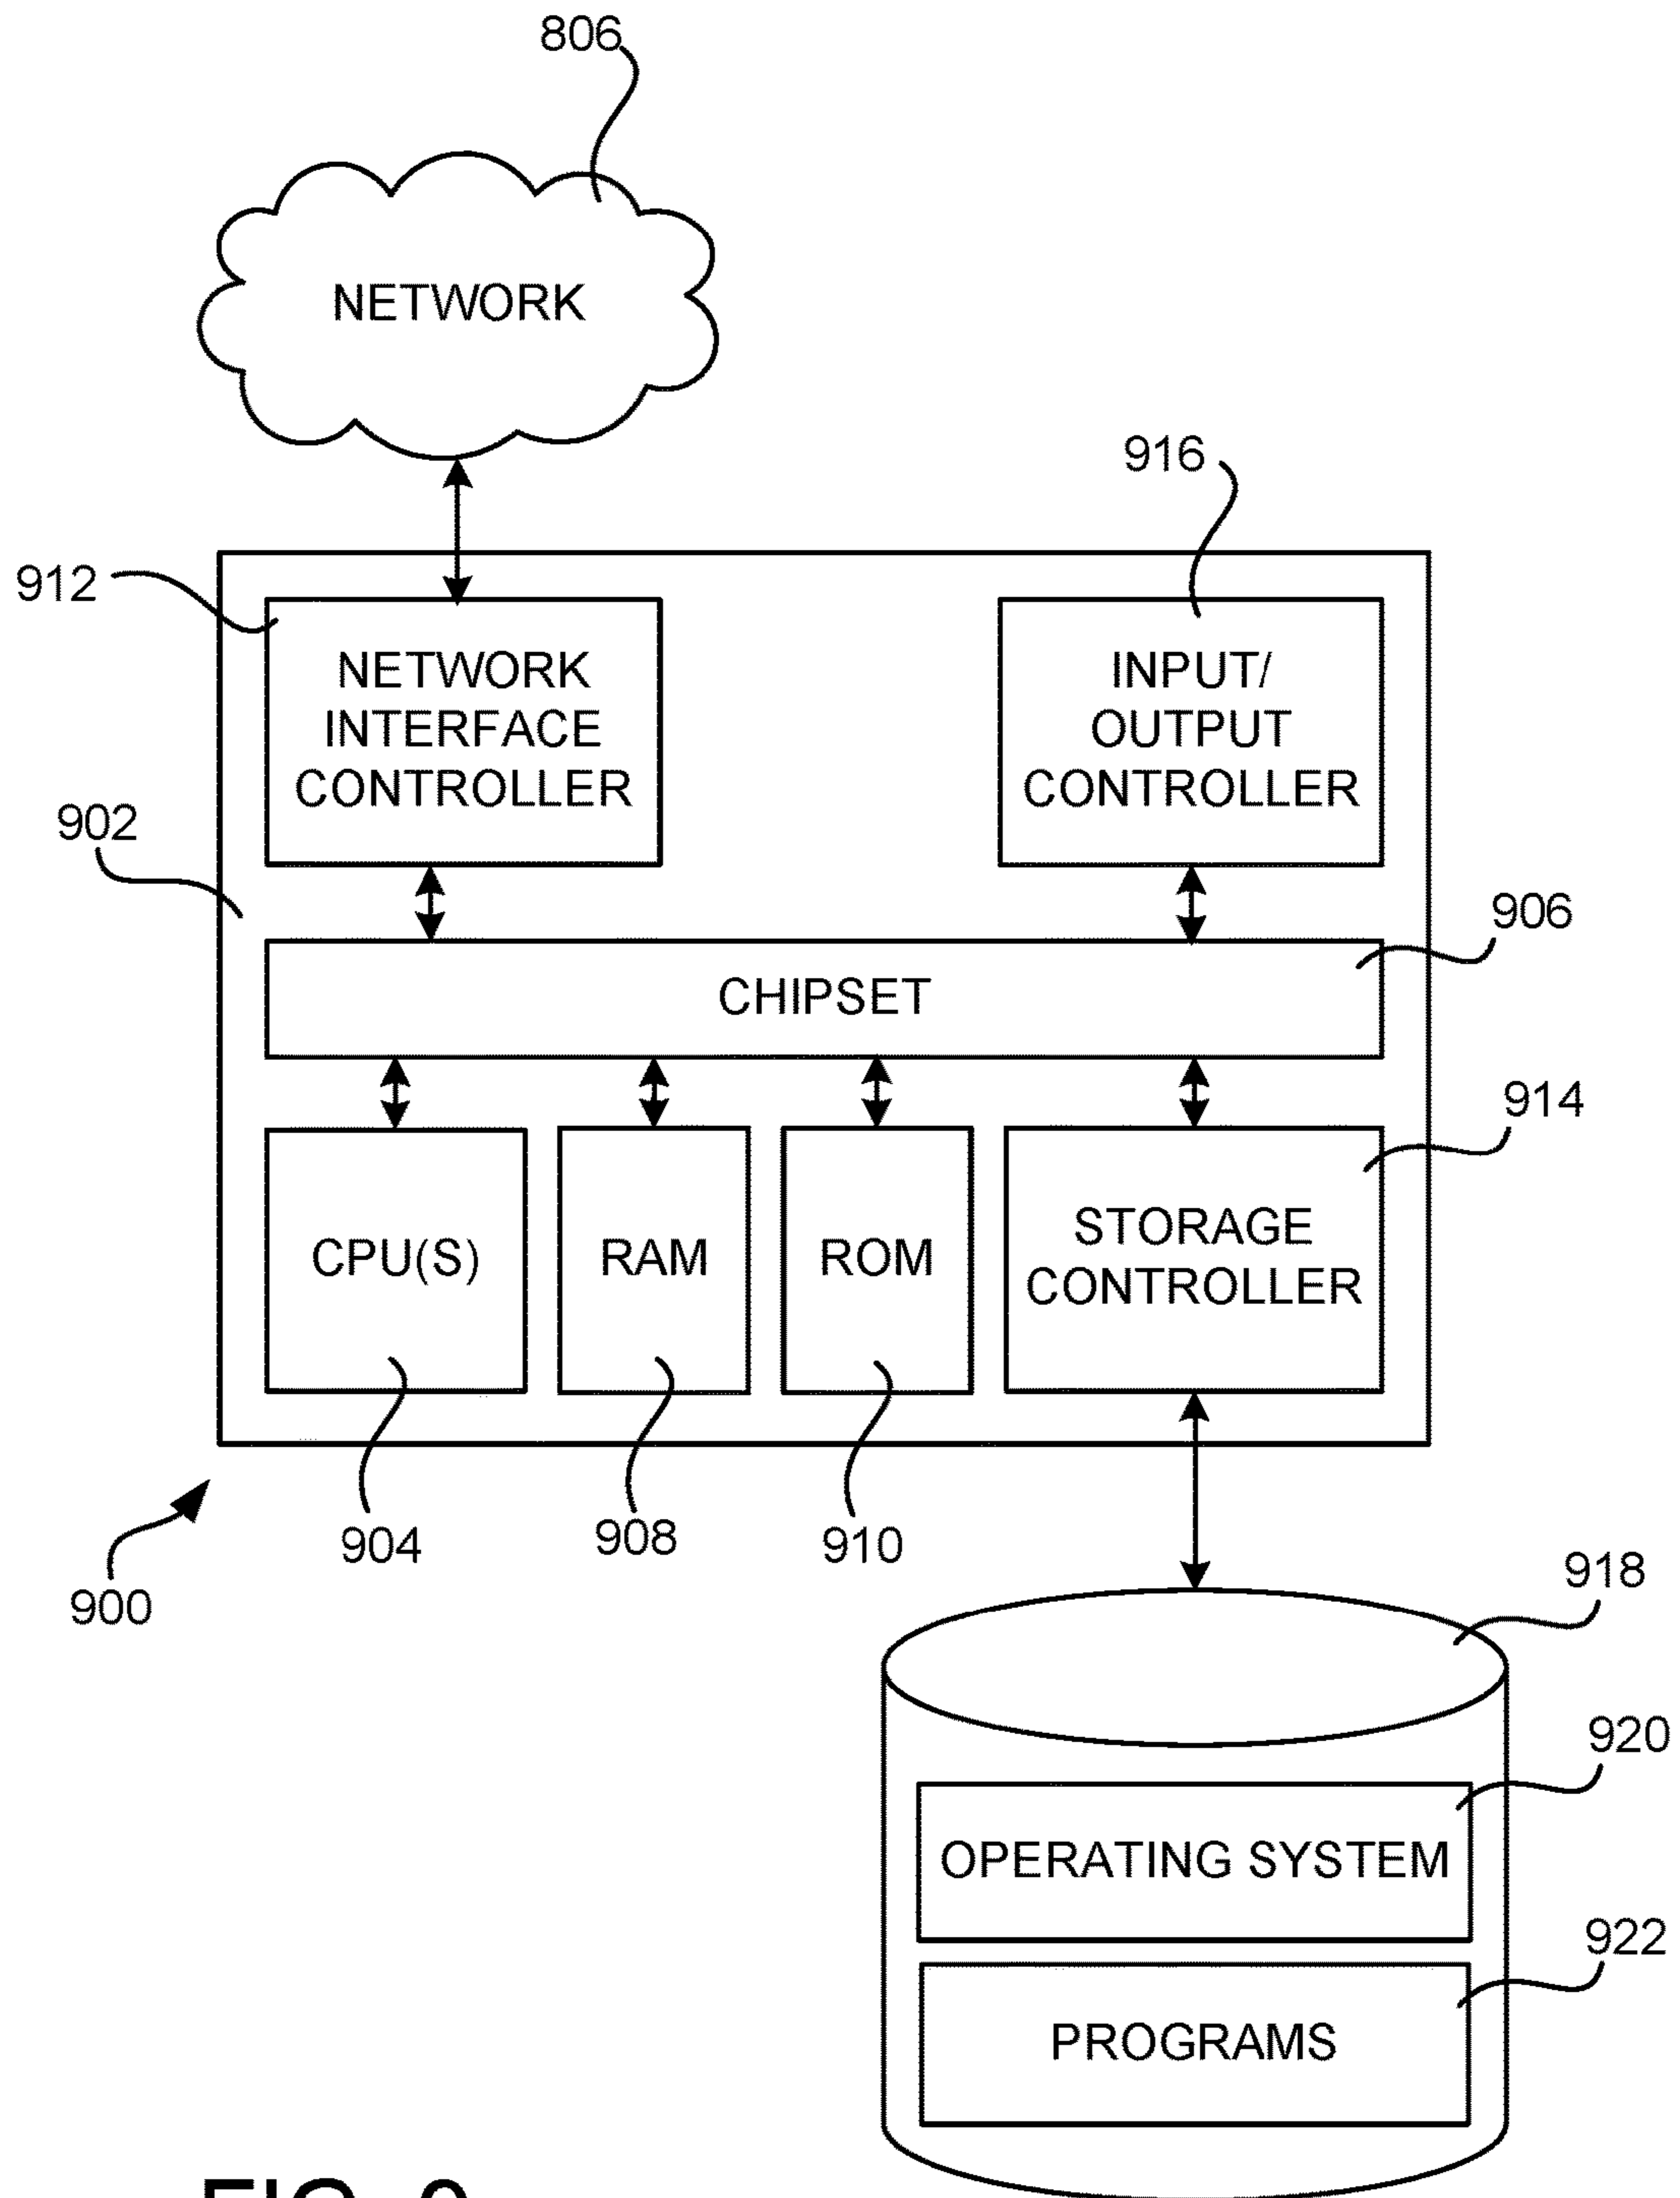 806
NETWORK
916
912
NETWORK
INTERFACE
CONTROLLER
INPUT/
OUTPUT
CONTROLLER
902
906
CHIPSET
914
CPU(S)
RAM
ROM
STORAGE
CONTROLLER
904
908
910
900
918
920
OPERATING SYSTEM
922
PROGRAMS